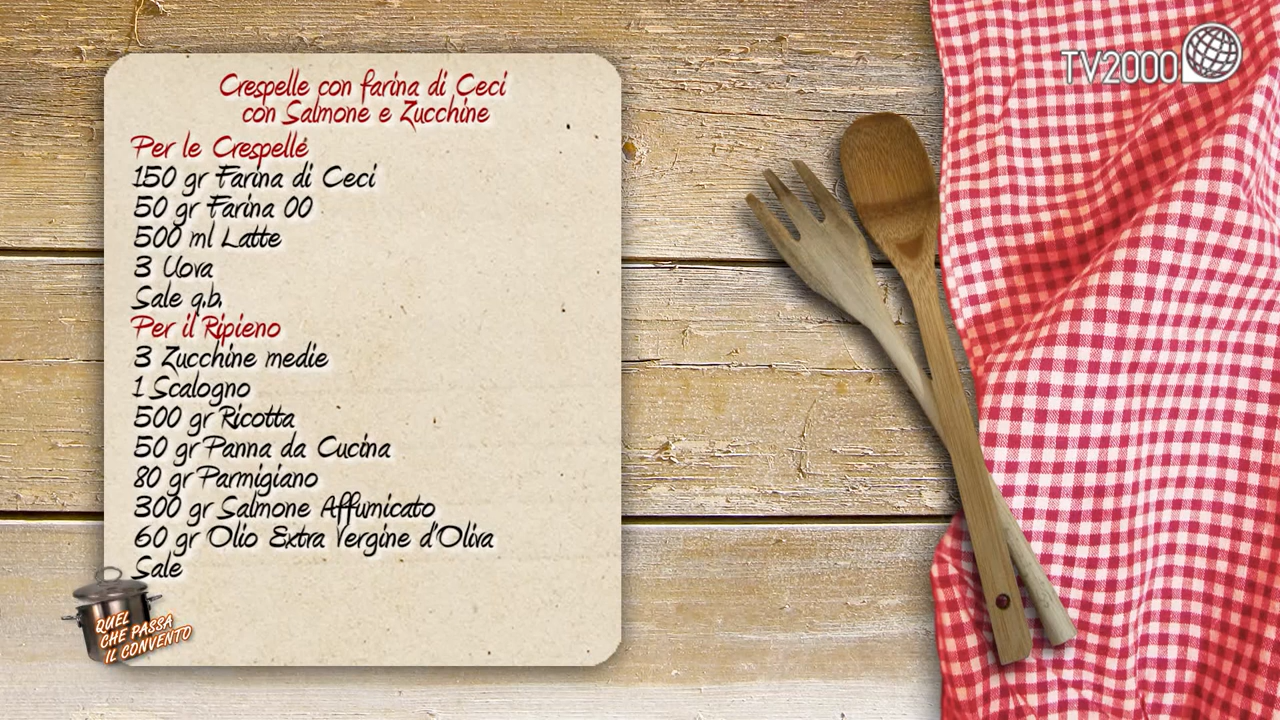 TV2000
Crespelle con farina di Ceci
con Salmone e Zucchine
Per le Crespellé
150 gr Farina di Ceci
50 gr Farina 00
500 ml Latte
3 Uova
Sale q.b.
Per il Ripieno
3 Zucchine medie
1 Scalogno
500 gr Ricotta
50 gr Panna da Cucina
80 gr Parmigiano
300 gr Salmone Affumicato
60 gr Olio Extra Vergine d'Oliva
Sale
QUEL
CHE PASSA
IL CONVENTO